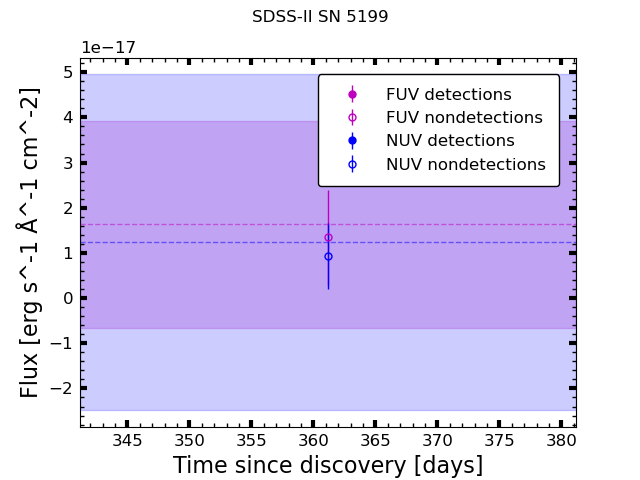 SDSS-II SN 5199
1e−17
5
4
3
2
1
0
−1
−2
Flux [erg s^-1 Å^-1 cm^-2]
FUV detections
FUV nondetections
NUV detections
NUV nondetections
345 350 355 360 365 370 375 380
Time since discovery [days]